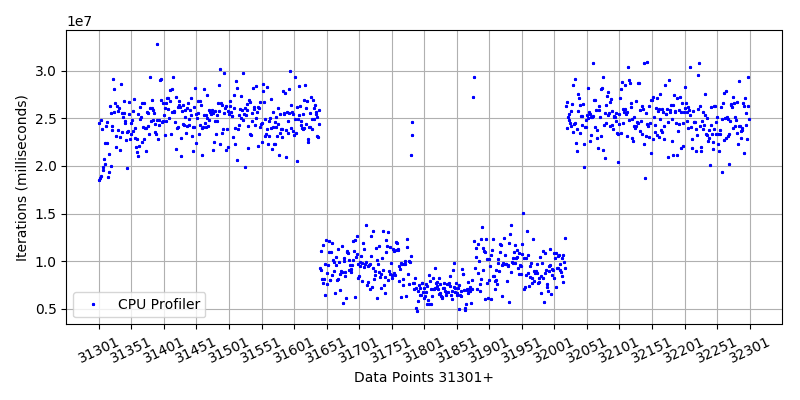 1e7
3.0
2.5
2.0
1.5
1.0
0.5
Iterations (milliseconds)
CPU Profiler
31301 31351 31401 31451 31501 31551 31601 31651 31701 31751 31801 31851 31901 31951 32001 32051 32101 32151 32201 32251 32301
Data Points 31301+